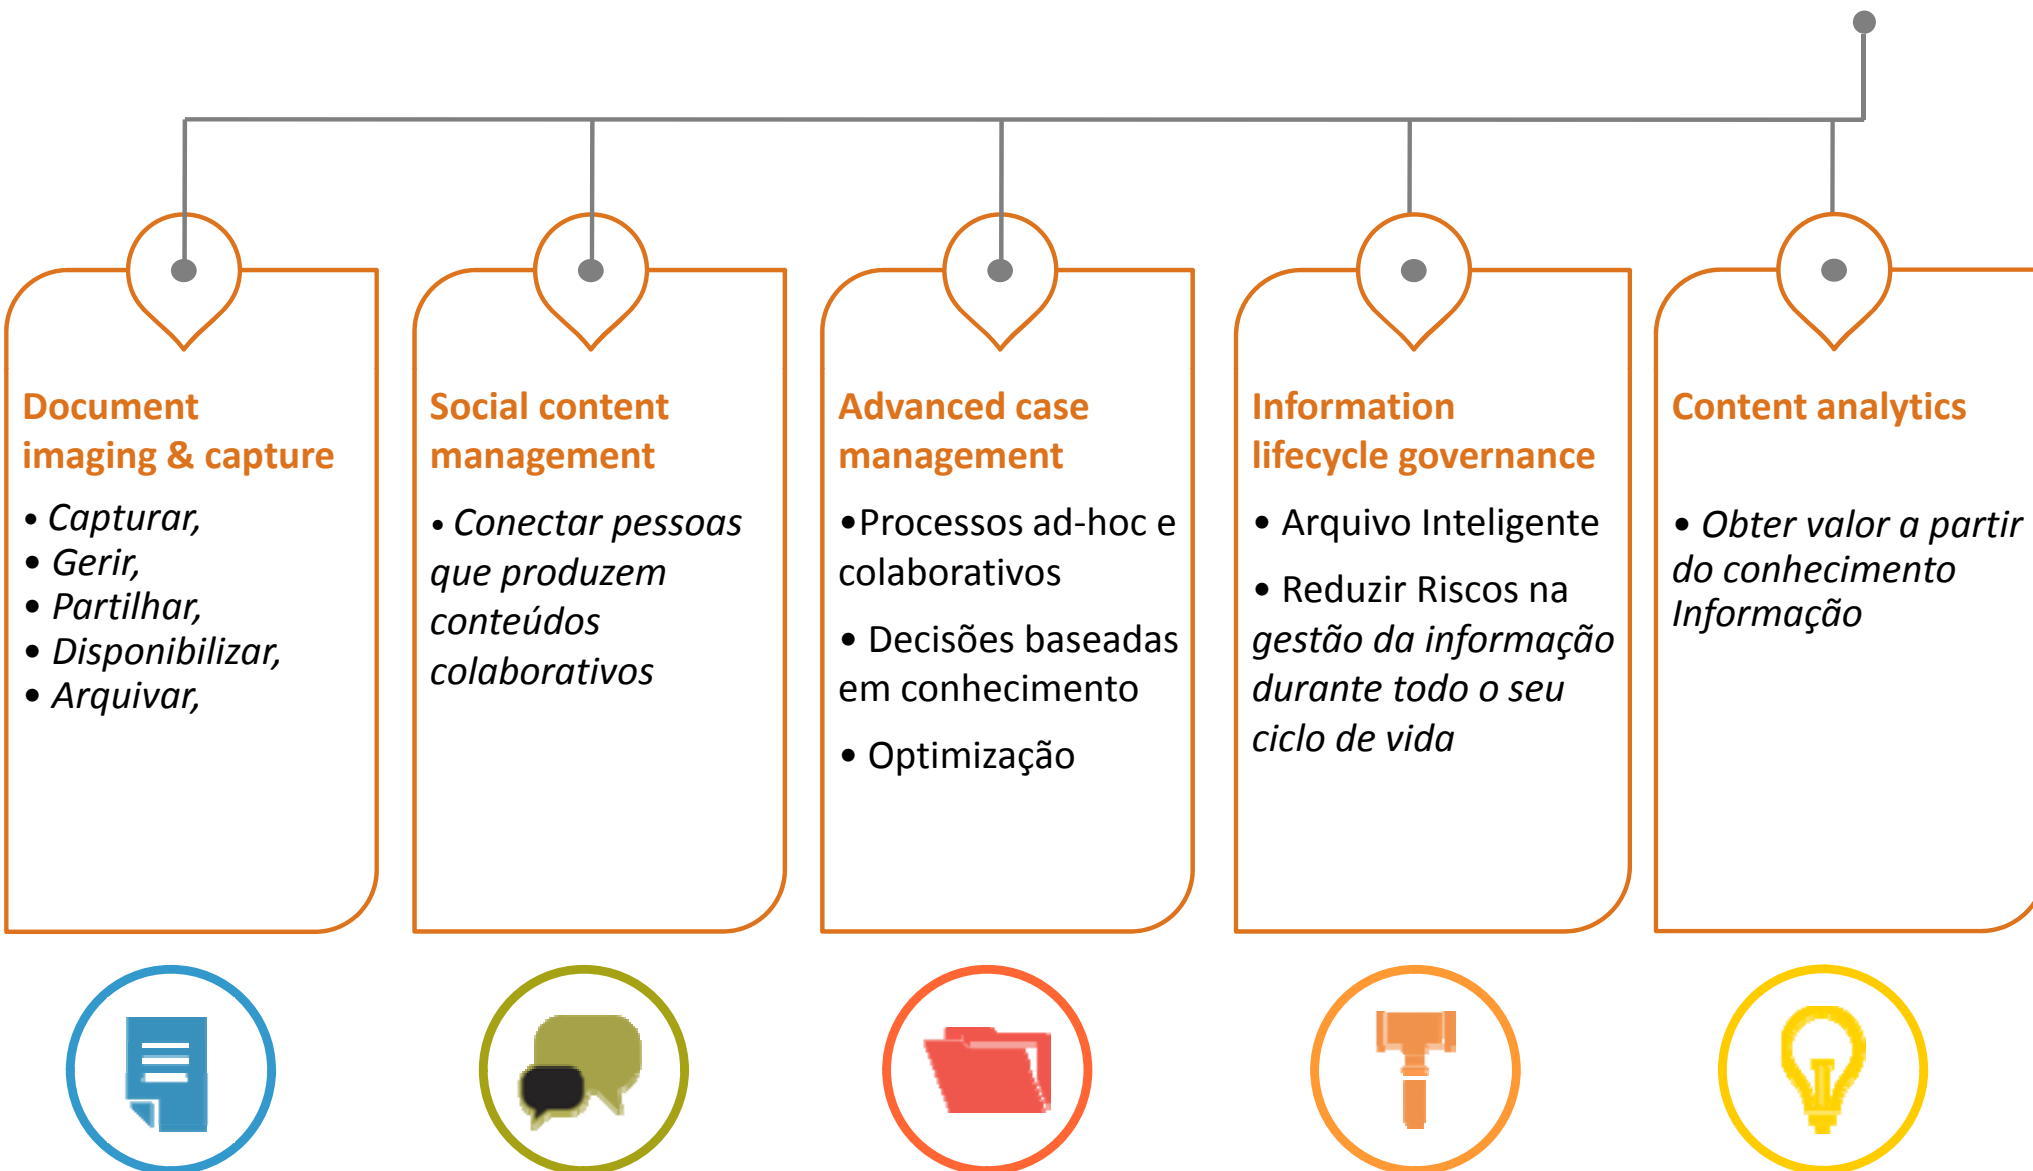 Document
imaging & capture
• Capturar,
• Gerir,
• Partilhar,
• Disponibilizar,
• Arquivar,
Social content
management
• Conectar pessoas
que produzem
conteúdos
colaborativos
Advanced case
management
•Processos ad-hoc e
colaborativos
• Decisões baseadas
em conhecimento
• Optimização
Information
lifecycle governance
• Arquivo Inteligente
• Reduzir Riscos na
gestão da informação
durante todo o seu
ciclo de vida
Content analytics
• Obter valor a partir
do conhecimento
Informação